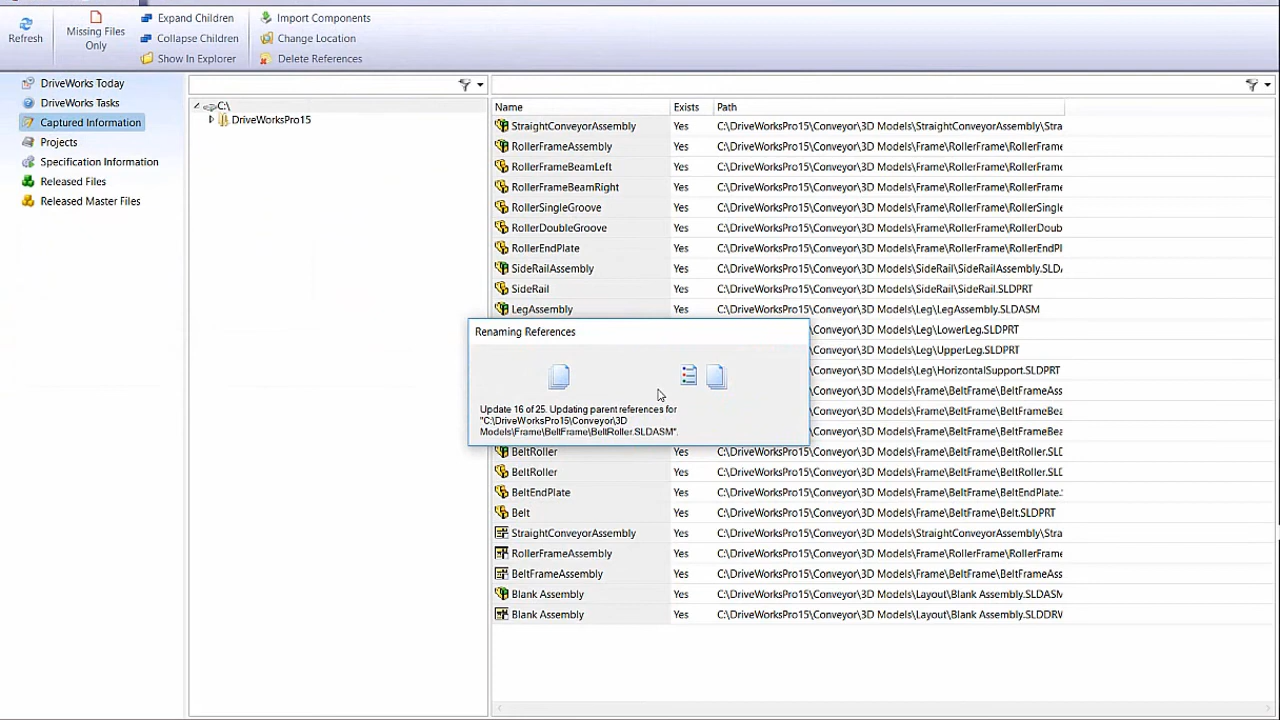 Refresh
Missing Files
Only
Expand Children
Collapse Children
Show In Explorer
Import Components
Change Location
Delete References
DriveWorks Today
DriveWorks Tasks
Captured Information
Projects
Specification Information
Released Files
Released Master Files
C:\
DriveWorksPro15
Name Exists Path
StraightConveyorAssembly Yes C:\DriveWorksPro15\Conveyor\3D Models\StraightConveyorAssembly\Stra
RollerFrameAssembly Yes C:\DriveWorksPro15\Conveyor\3D Models\Frame\RollerFrame\RollerFrame
RollerFrameBeamLeft Yes C:\DriveWorksPro15\Conveyor\3D Models\Frame\RollerFrame\RollerFrame
RollerFrameBeamRight Yes C:\DriveWorksPro15\Conveyor\3D Models\Frame\RollerFrame\RollerFrame
RollerSingleGroove Yes C:\DriveWorksPro15\Conveyor\3D Models\Frame\RollerFrame\RollerSingle
RollerDoubleGroove Yes C:\DriveWorksPro15\Conveyor\3D Models\Frame\RollerFrame\RollerDoub
RollerEndPlate Yes C:\DriveWorksPro15\Conveyor\3D Models\Frame\RollerFrame\RollerEndPl
SideRailAssembly Yes C:\DriveWorksPro15\Conveyor\3D Models\SideRail\SideRailAssembly.SLDA
SideRail Yes C:\DriveWorksPro15\Conveyor\3D Models\SideRail\SideRail.SLDPRT
LegAssembly Yes C:\DriveWorksPro15\Conveyor\3D Models\Leg\LegAssembly.SLDASM
3D Models\Leg\LowerLeg.SLDPRT
3D Models\Leg\UpperLeg.SLDPRT
3D Models\Leg\HorizontalSupport.SLDPRT
3D Models\Frame\BeltFrame\BeltFrameAss
3D Models\Frame\BeltFrame\BeltFrameBea
3D Models\Frame\BeltFrame\BeltFrameBea
Renaming References
Update 16 of 25. Updating parent references for
"C:\DriveWorksPro15\Conveyor\3D
Models\Frame\BeltFrame\BeltRoller.SLDASM".
BeltRoller Yes C:\DriveWorksPro15\Conveyor\3D Models\Frame\BeltFrame\BeltRoller.SLD
BeltRoller Yes C:\DriveWorksPro15\Conveyor\3D Models\Frame\BeltFrame\BeltRoller.SLD
BeltEndPlate Yes C:\DriveWorksPro15\Conveyor\3D Models\Frame\BeltFrame\BeltEndPlate.
Belt Yes C:\DriveWorksPro15\Conveyor\3D Models\Frame\BeltFrame\Belt.SLDPRT
StraightConveyorAssembly Yes C:\DriveWorksPro15\Conveyor\3D Models\StraightConveyorAssembly\Stra
RollerFrameAssembly Yes C:\DriveWorksPro15\Conveyor\3D Models\Frame\RollerFrame\RollerFrame
BeltFrameAssembly Yes C:\DriveWorksPro15\Conveyor\3D Models\Frame\BeltFrame\BeltFrameAss
Blank Assembly Yes C:\DriveWorksPro15\Conveyor\3D Models\Layout\Blank Assembly.SLDASM
Blank Assembly Yes C:\DriveWorksPro15\Conveyor\3D Models\Layout\Blank Assembly.SLDDRW